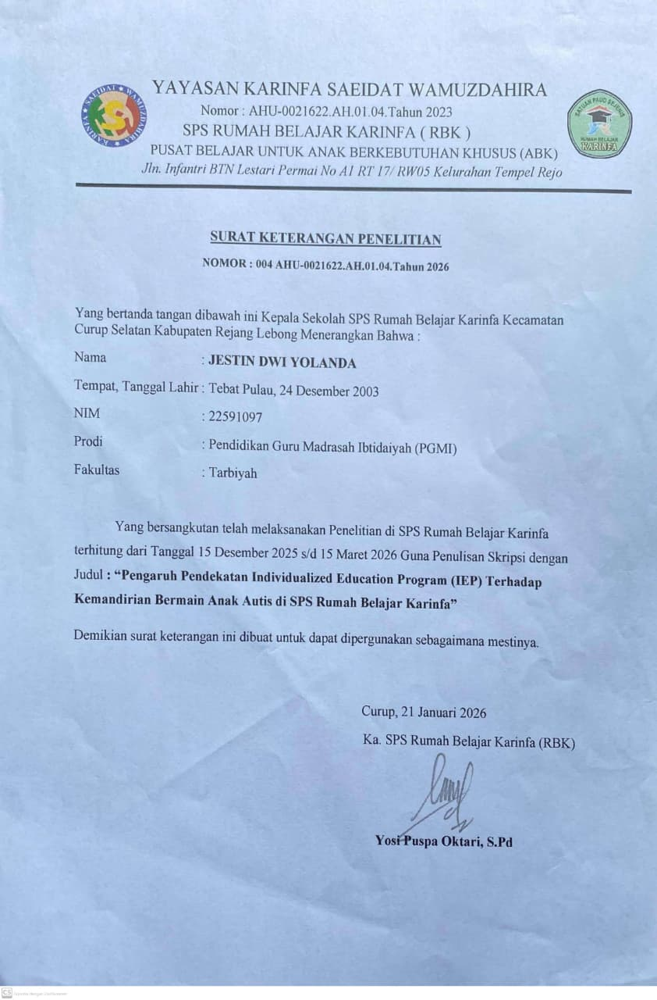 YAYASAN KARINFA SAEIDAT WAMUZDAHIRA
Nomor : AHU-0021622.AH.01.04.Tahun 2023
SPS RUMAH BELAJAR KARINFA ( RBK )
PUSAT BELAJAR UNTUK ANAK BERKEBUTUHAN KHUSUS (ABK)
Jln. Infantri BTN Lestari Permai No A1 RT 17/ RW05 Kelurahan Tempel Rejo
KARINFA ★ SAEIDAT ★ WAMUZDAHIRA
KS
SATUAN PAUD SEJENIS
RUMAH BELAJAR
KARINFA
SURAT KETERANGAN PENELITIAN
NOMOR : 004 AHU-0021622.AH.01.04.Tahun 2026
Yang bertanda tangan dibawah ini Kepala Sekolah SPS Rumah Belajar Karinfa Kecamatan
Curup Selatan Kabupaten Rejang Lebong Menerangkan Bahwa :
Nama : JESTIN DWI YOLANDA
Tempat, Tanggal Lahir : Tebat Pulau, 24 Desember 2003
NIM : 22591097
Prodi : Pendidikan Guru Madrasah Ibtidaiyah (PGMI)
Fakultas : Tarbiyah
Yang bersangkutan telah melaksanakan Penelitian di SPS Rumah Belajar Karinfa
terhitung dari Tanggal 15 Desember 2025 s/d 15 Maret 2026 Guna Penulisan Skripsi dengan
Judul : “Pengaruh Pendekatan Individualized Education Program (IEP) Terhadap
Kemandirian Bermain Anak Autis di SPS Rumah Belajar Karinfa”
Demikian surat keterangan ini dibuat untuk dapat dipergunakan sebagaimana mestinya.
Curup, 21 Januari 2026
Ka. SPS Rumah Belajar Karinfa (RBK)
Yosi Puspa Oktari, S.Pd
CS